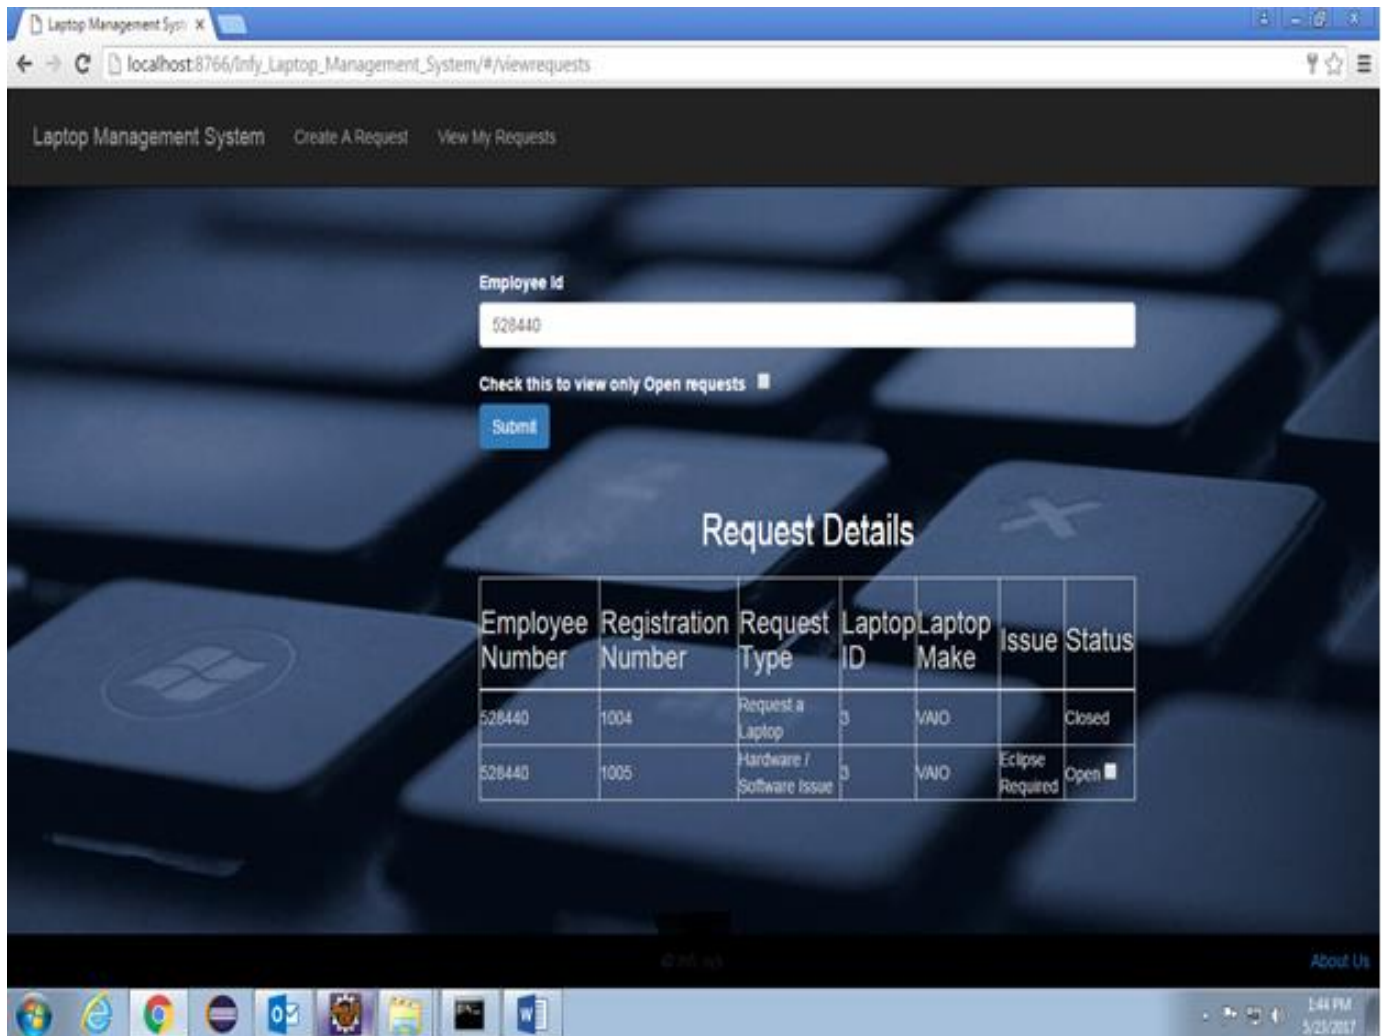 Laptop Management Syst
localhost:8766/Infy_Laptop_Management_System/#/viewrequests
Laptop Management System Create A Request View My Requests
Employee Id
528440
Check this to view only Open requests
Submit
Request Details
Employee Number Registration Number Request Type Laptop ID Laptop Make Issue Status
528440 1004 Request a Laptop 3 VAIO Closed
528440 1005 Hardware / Software Issue 3 VAIO Eclipse Required Open
About Us
1:44 PM
5/23/2017